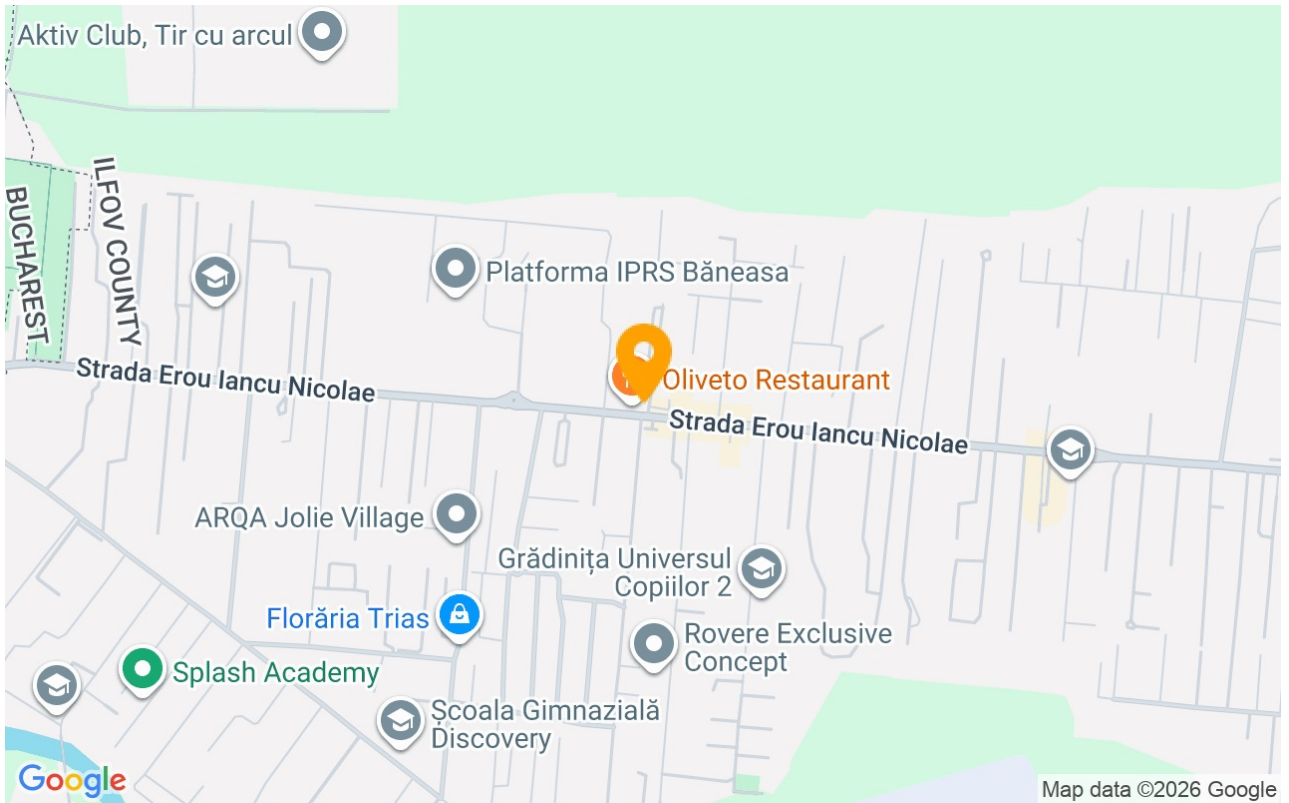 Aktiv Club, Tir cu arcul
BUCHAREST
ILFOV COUNTY
Platforma IPRS Băneasa
Strada Erou Iancu Nicolae
Oliveto Restaurant
Strada Erou Iancu Nicolae
ARQA Jolie Village
Grădinița Universul
Copiilor 2
Florăria Trias
Rovere Exclusive
Concept
Splash Academy
Școala Gimnazială
Discovery
Google
Map data ©2026 Google